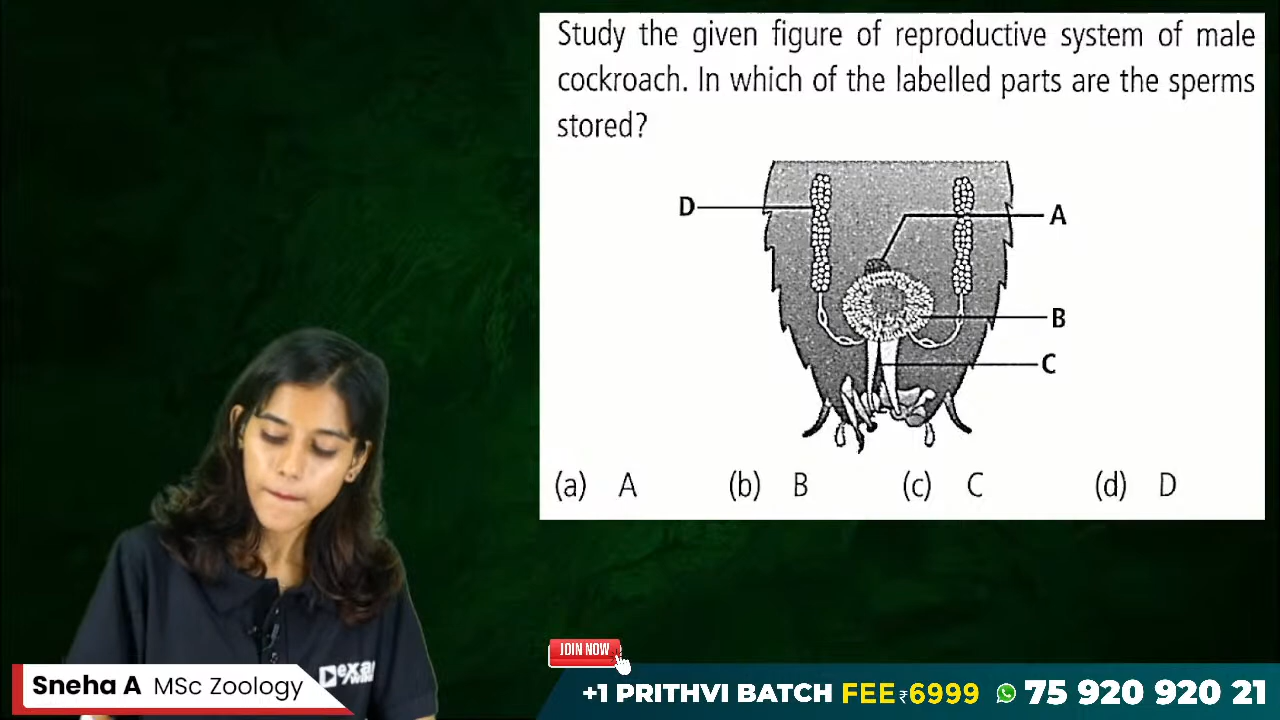 Study the given figure of reproductive system of male
cockroach. In which of the labelled parts are the sperms
stored?
D
A
B
C
(a) A (b) B (c) C (d) D
JOIN NOW
Sneha A MSc Zoology
+1 PRITHVI BATCH FEE ₹6999 75 920 920 21